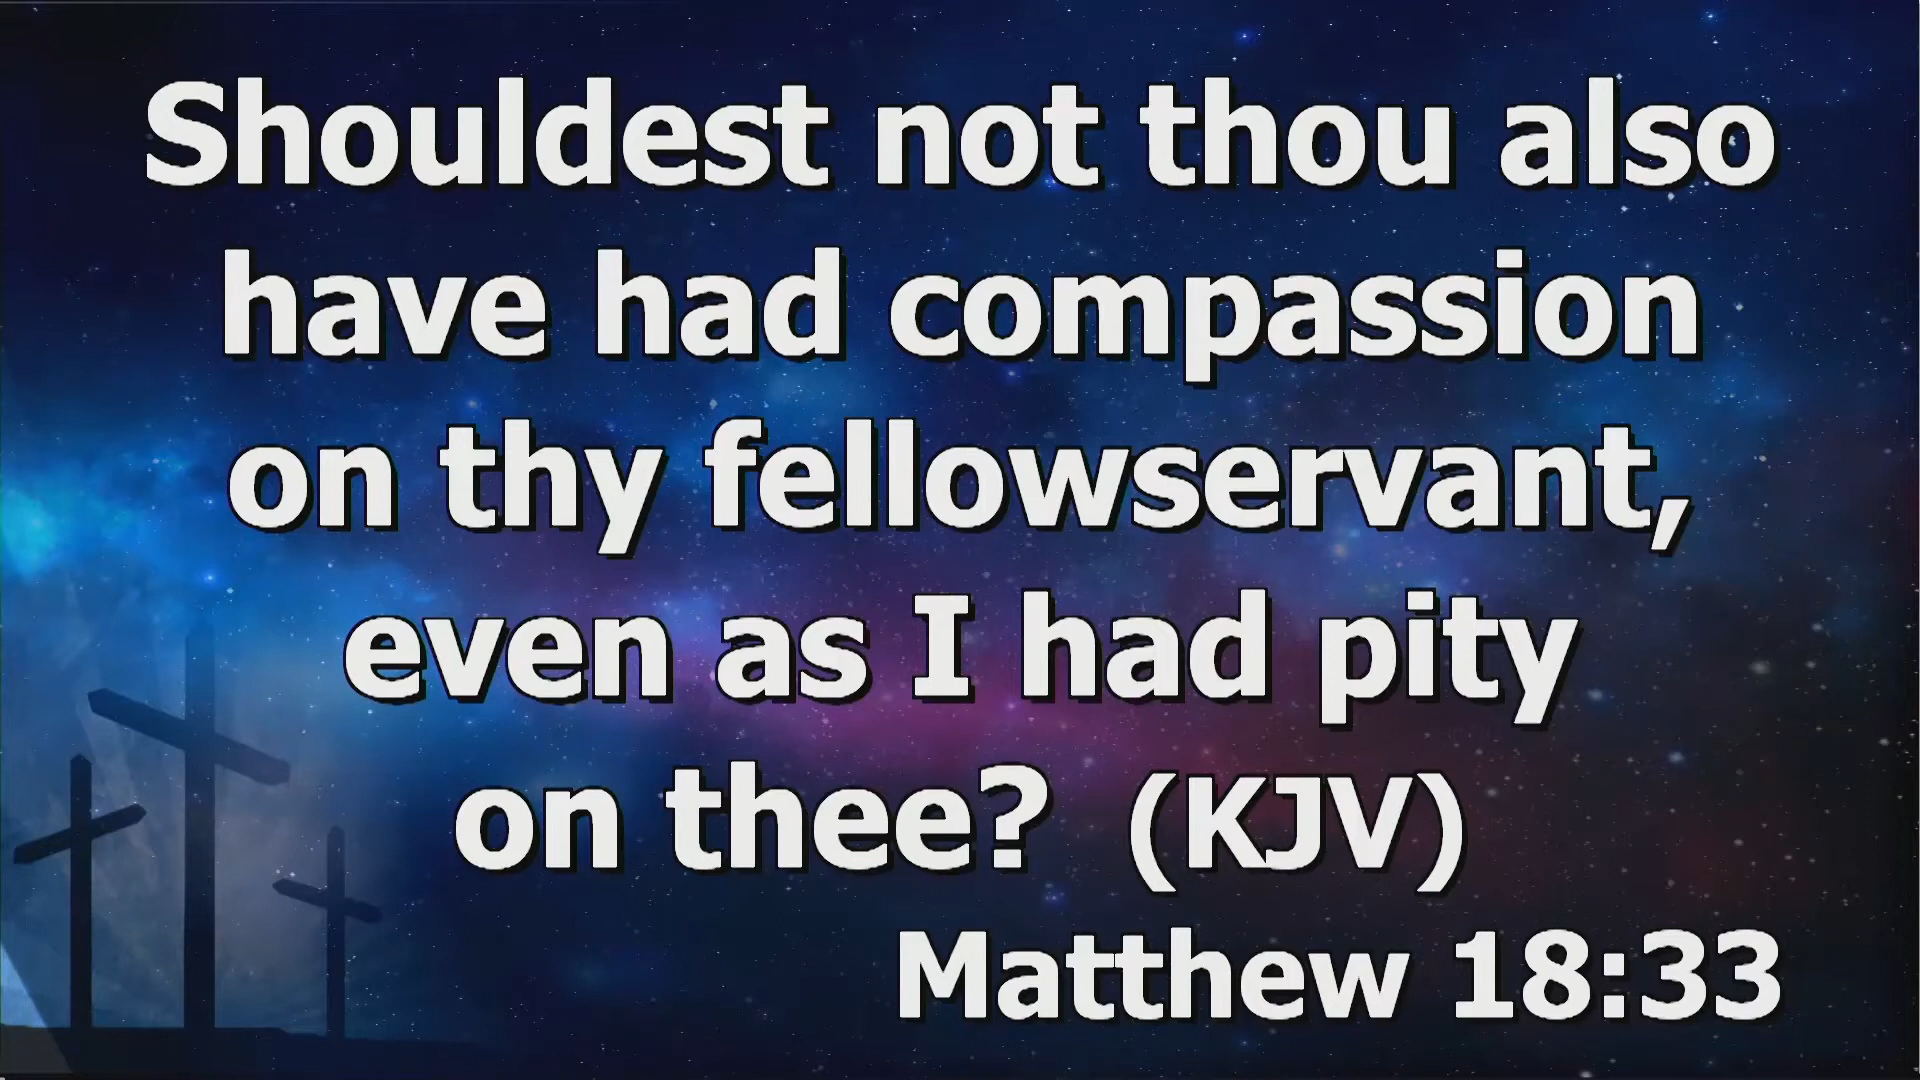 Shouldest not thou also
have had compassion
on thy fellowservant,
even as I had pity
on thee? (KJV)
Matthew 18:33